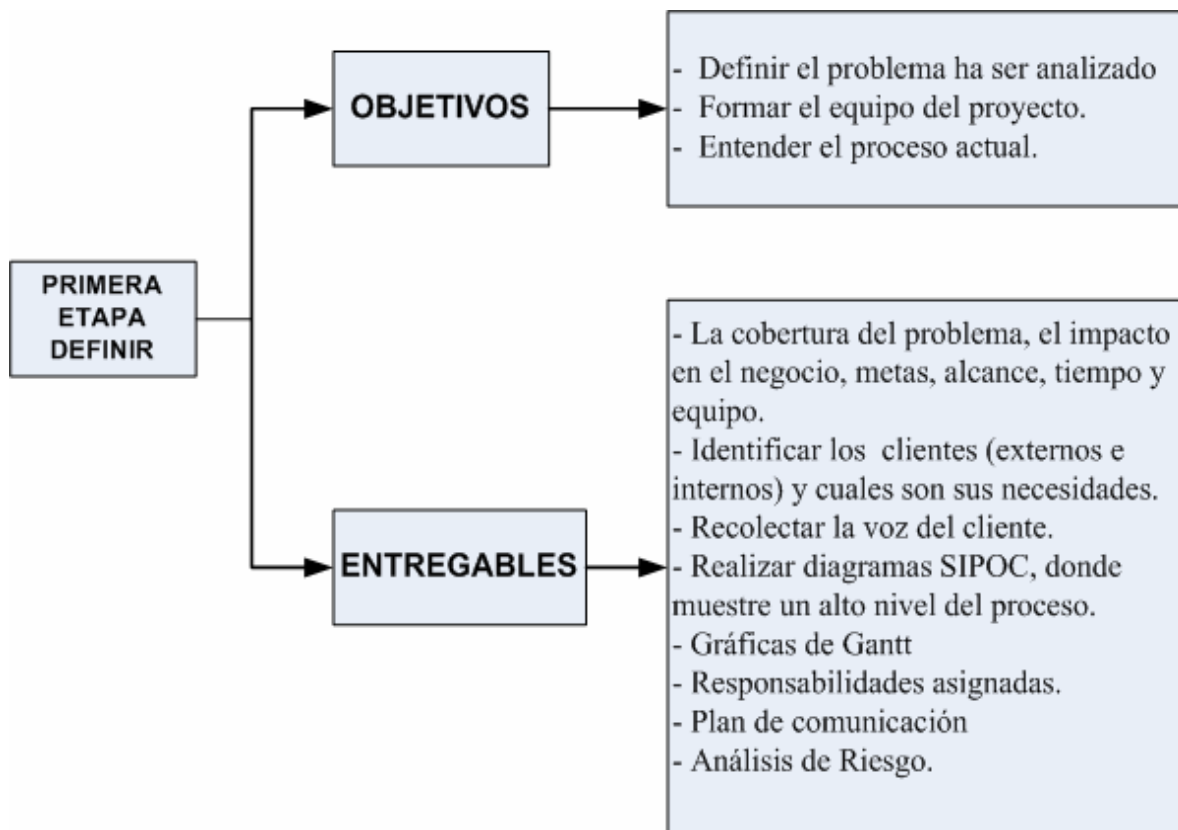 PRIMERA
ETAPA
DEFINIR
OBJETIVOS
- Definir el problema ha ser analizado
- Formar el equipo del proyecto.
- Entender el proceso actual.
ENTREGABLES
- La cobertura del problema, el impacto
en el negocio, metas, alcance, tiempo y
equipo.
- Identificar los clientes (externos e
internos) y cuales son sus necesidades.
- Recolectar la voz del cliente.
- Realizar diagramas SIPOC, donde
muestre un alto nivel del proceso.
- Gráficas de Gantt
- Responsabilidades asignadas.
- Plan de comunicación
- Análisis de Riesgo.